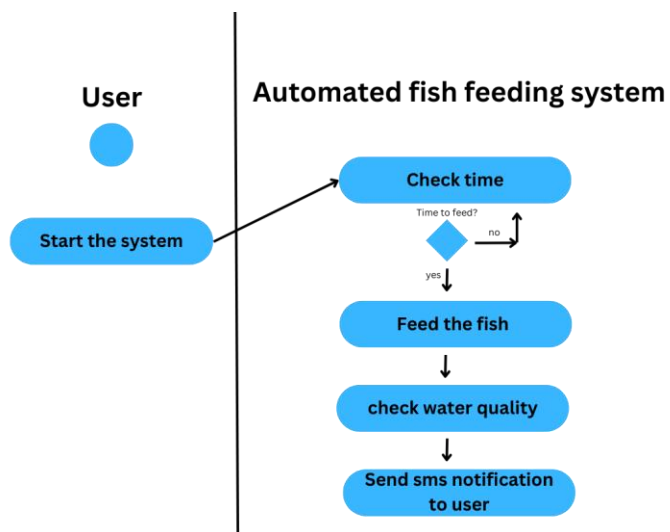 User
Automated fish feeding system
Check time
Time to feed?
Start the system
no
yes
Feed the fish
check water quality
Send sms notification
to user